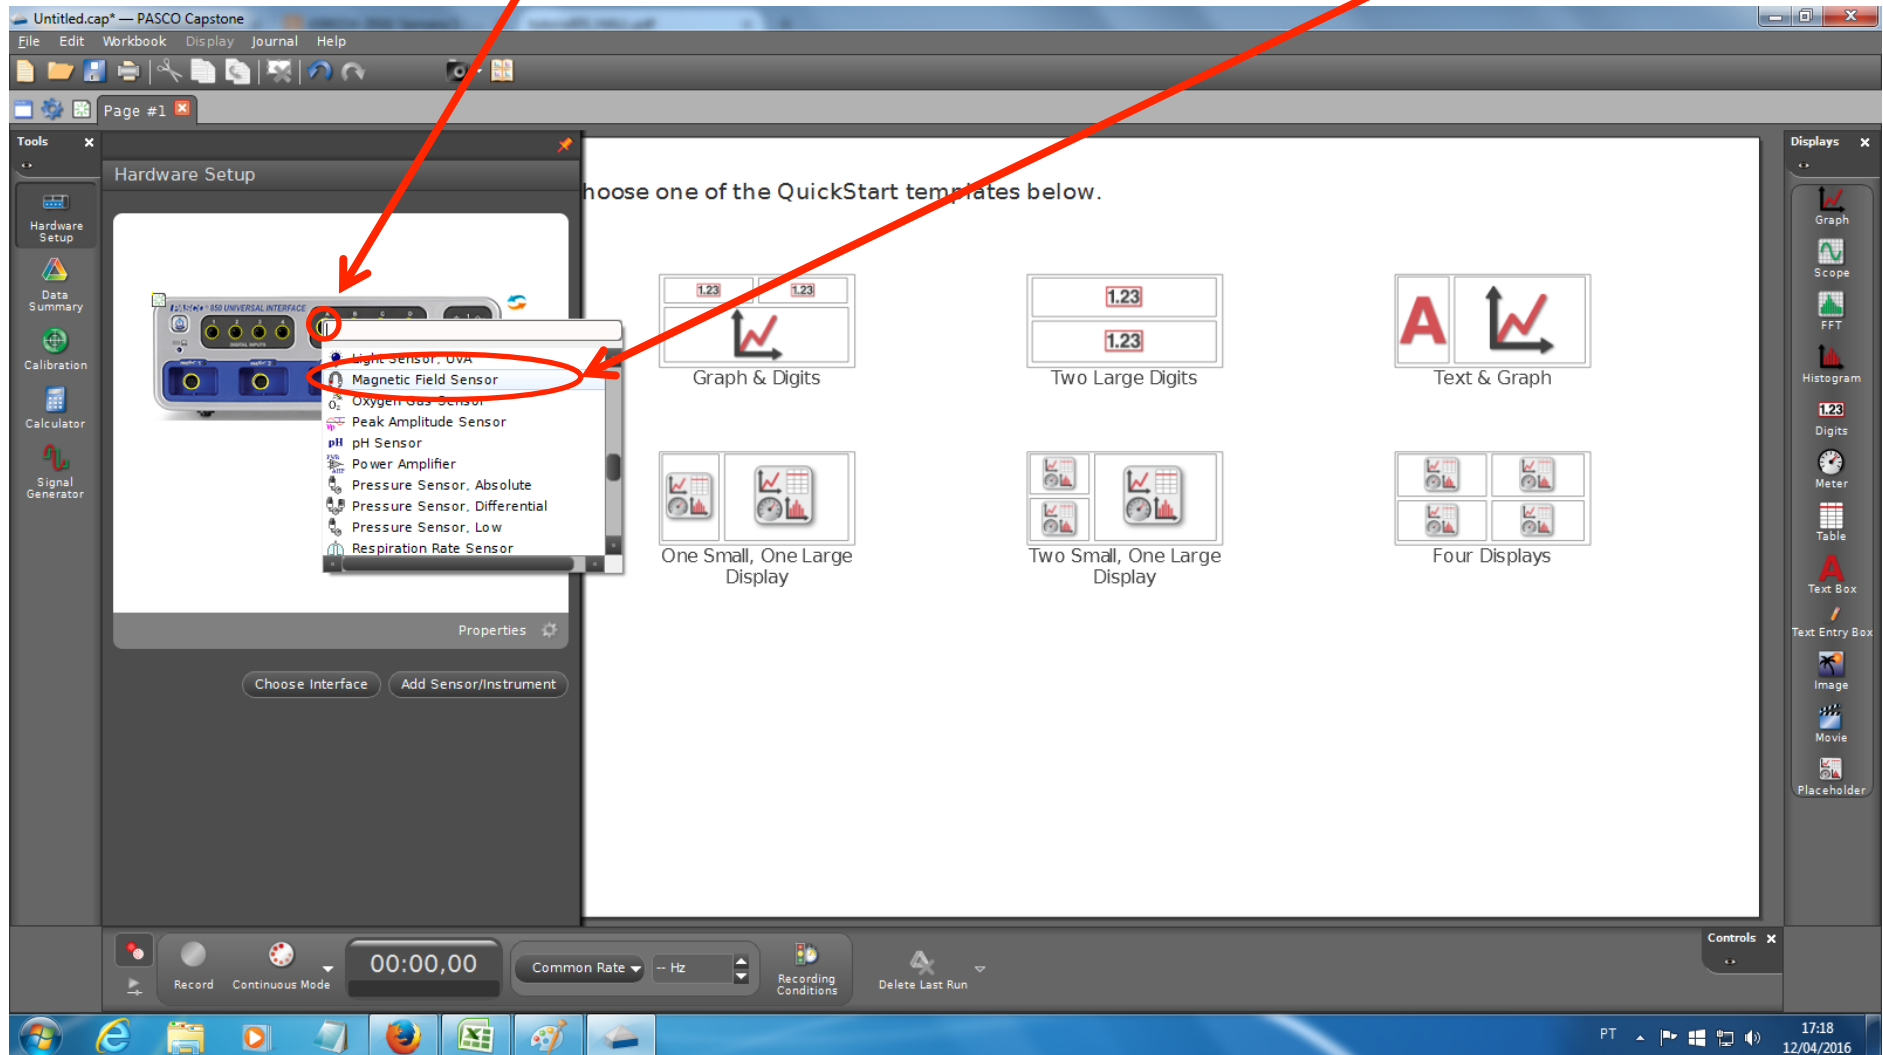 Untitled.cap* — PASCO Capstone
File Edit Workbook Display Journal Help
Page #1
Tools
Hardware Setup
Data Summary
Calibration
Calculator
Signal Generator
Hardware Setup
850 UNIVERSAL INTERFACE
1 2 3 4
DIGITAL INPUTS
A B C D
Light Sensor, UVA
Magnetic Field Sensor
Oxygen Gas Sensor
Peak Amplitude Sensor
pH pH Sensor
Power Amplifier
Pressure Sensor, Absolute
Pressure Sensor, Differential
Pressure Sensor, Low
Respiration Rate Sensor
Properties
Choose Interface
Add Sensor/Instrument
hoose one of the QuickStart templates below.
1.23 1.23
Graph & Digits
1.23
1.23
Two Large Digits
A
Text & Graph
One Small, One Large
Display
Two Small, One Large
Display
Four Displays
Displays
Graph
Scope
FFT
Histogram
1.23
Digits
Meter
Table
A
Text Box
Text Entry Box
Image
Movie
Placeholder
Record
Continuous Mode
00:00,00
Common Rate
-- Hz
Recording
Conditions
Delete Last Run
Controls
PT
17:18
12/04/2016